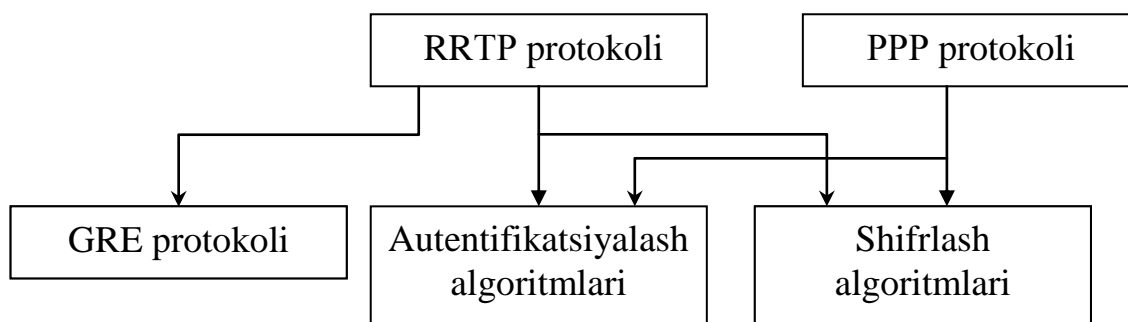 RRTP protokoli
PPP protokoli
GRE protokoli
Autentifikatsiyalash
algoritmlari
Shifrlash
algoritmlari